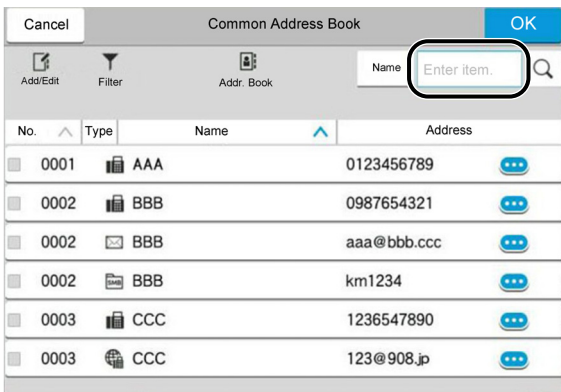 Cancel Common Address Book OK
Add/Edit Filter Addr. Book Name Enter item.
No. Type Name Address
0001 AAA 0123456789
0002 BBB 0987654321
0002 BBB aaa@bbb.ccc
0002 SMB BBB km1234
0003 CCC 1236547890
0003 CCC 123@908.jp